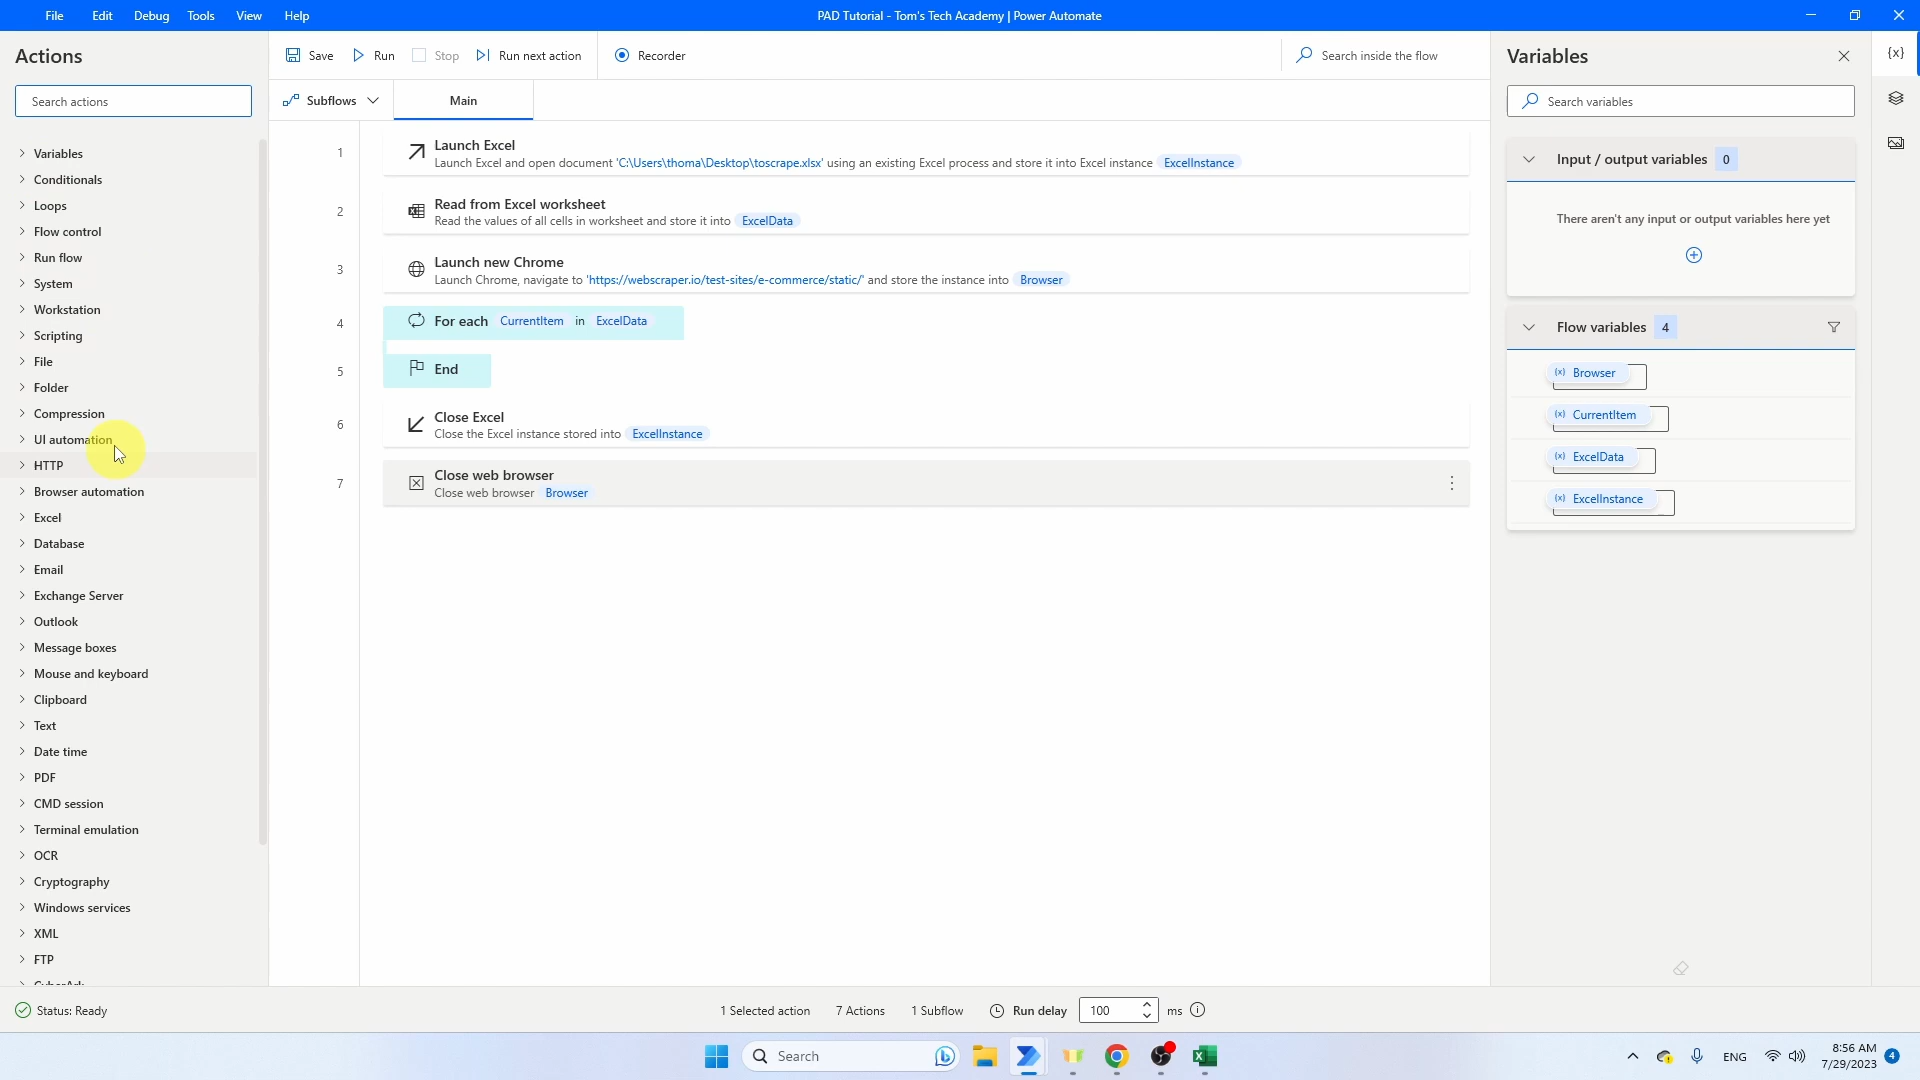 File Edit Debug Tools View Help
PAD Tutorial - Tom's Tech Academy | Power Automate
Actions
Search actions
Variables
Conditionals
Loops
Flow control
Run flow
System
Workstation
Scripting
File
Folder
Compression
UI automation
HTTP
Browser automation
Excel
Database
Email
Exchange Server
Outlook
Message boxes
Mouse and keyboard
Clipboard
Text
Date time
PDF
CMD session
Terminal emulation
OCR
Cryptography
Windows services
XML
FTP
CyberArk
Save Run Stop Run next action Recorder
Search inside the flow
Subflows Main
1 Launch Excel
Launch Excel and open document 'C:\Users\thoma\Desktop\toscrape.xlsx' using an existing Excel process and store it into Excel instance ExcelInstance
2 Read from Excel worksheet
Read the values of all cells in worksheet and store it into ExcelData
3 Launch new Chrome
Launch Chrome, navigate to 'https://webscraper.io/test-sites/e-commerce/static/' and store the instance into Browser
4 For each CurrentItem in ExcelData
5 End
6 Close Excel
Close the Excel instance stored into ExcelInstance
7 Close web browser
Close web browser Browser
Variables
{x}
Search variables
Input / output variables 0
There aren't any input or output variables here yet
Flow variables 4
(x) Browser
(x) CurrentItem
(x) ExcelData
(x) ExcelInstance
Status: Ready
1 Selected action 7 Actions 1 Subflow Run delay 100 ms
Search
ENG
8:56 AM
7/29/2023
4